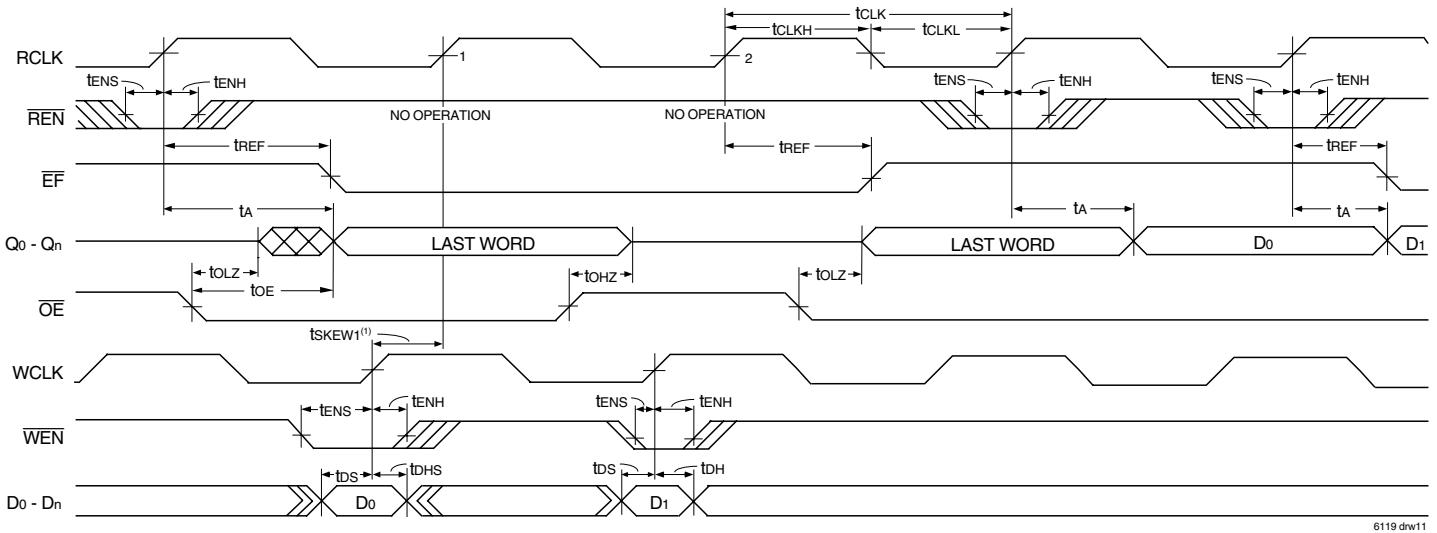 tCLK
tCLKH tCLKL
RCLK 1 2
tENS tENH tENS tENH tENS tENH
REN NO OPERATION NO OPERATION
tREF tREF tREF
EF
tA tA tA
Q0 - Qn LAST WORD LAST WORD D0 D1
tOLZ tOHZ tOLZ
tOE
OE
tSKEW1(1)
WCLK
tENS tENH tENS tENH
WEN
tDS tDHS tDS tDH
D0 - Dn D0 D1
6119 drw11